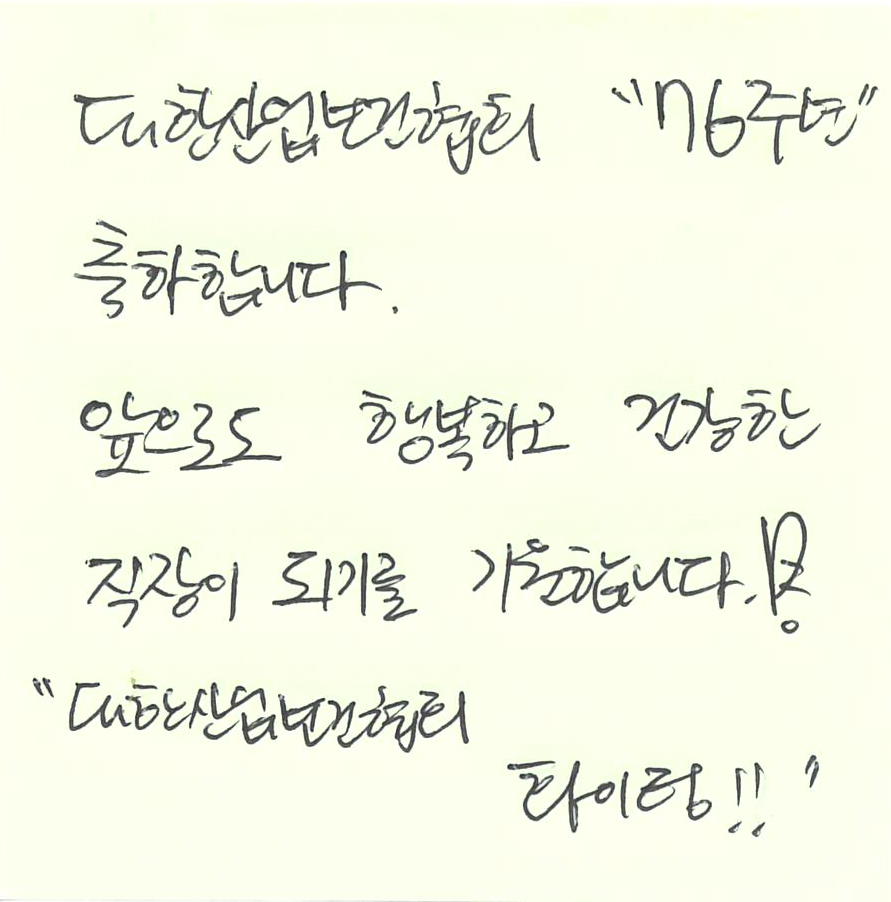 대한산업보건협회 "76주년"
축하합니다.
앞으로도 행복하고 건강한
직장이 되기를 기원합니다.!
"대한산업보건협회
화이팅!!"